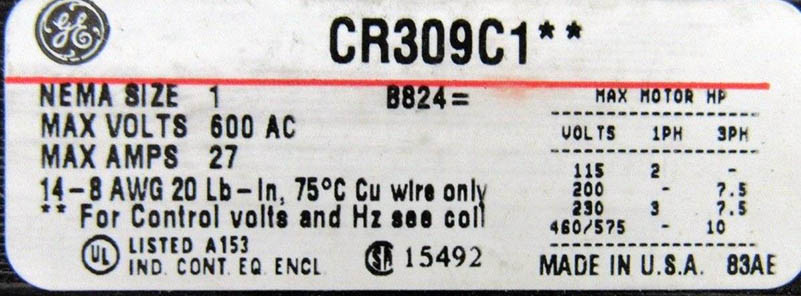 GE
CR309C1**
NEMA SIZE 1 B824=
MAX VOLTS 600 AC
MAX AMPS 27
14-8 AWG 20 Lb-In, 75°C Cu wire only
** For Control volts and Hz see coil
UL LISTED A153
IND. CONT. EQ. ENCL.
SA 15492
MAX MOTOR HP
VOLTS 1PH 3PH
115 2 -
200 - 7.5
230 3 7.5
460/575 - 10
MADE IN U.S.A. 83AE